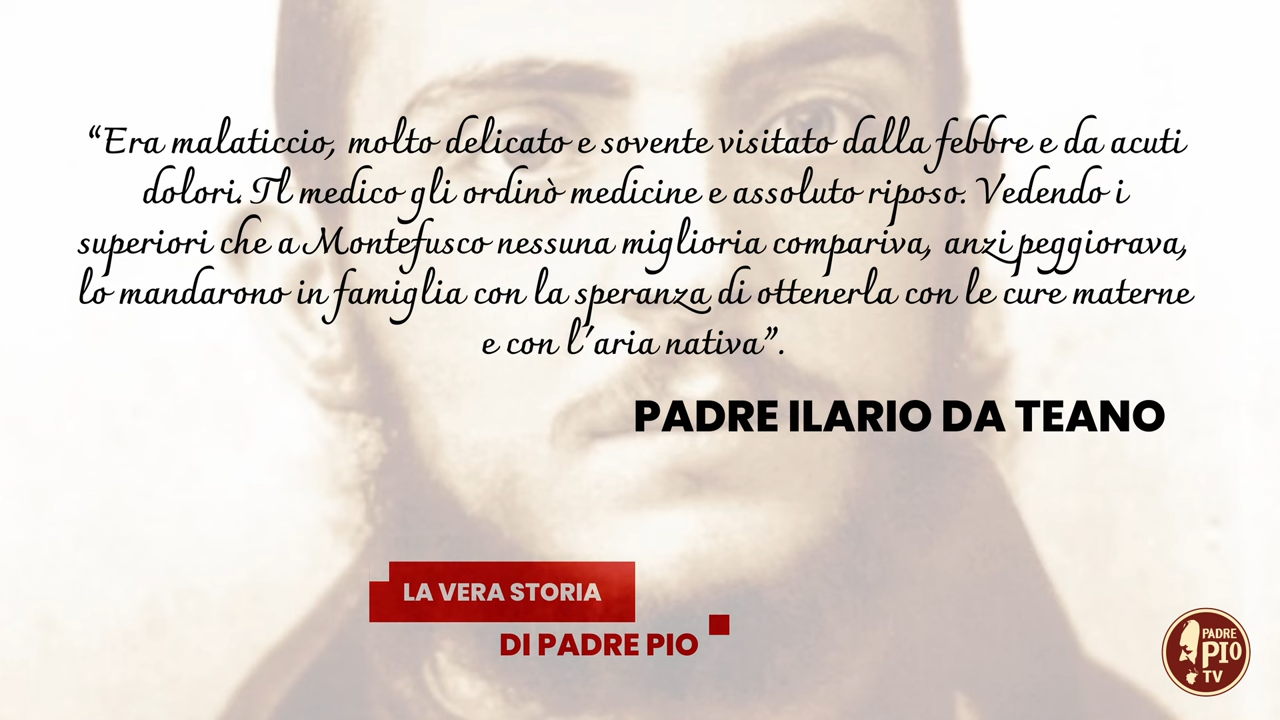 “Era malaticcio, molto delicato e sovente visitato dalla febbre e da acuti
dolori. Il medico gli ordinò medicine e assoluto riposo. Vedendo i
superiori che a Montefusco nessuna miglioria compariva, anzi peggiorava,
lo mandarono in famiglia con la speranza di ottenerla con le cure materne
e con l’aria nativa”.
PADRE ILARIO DA TEANO
LA VERA STORIA
DI PADRE PIO
PADRE
PIO
TV